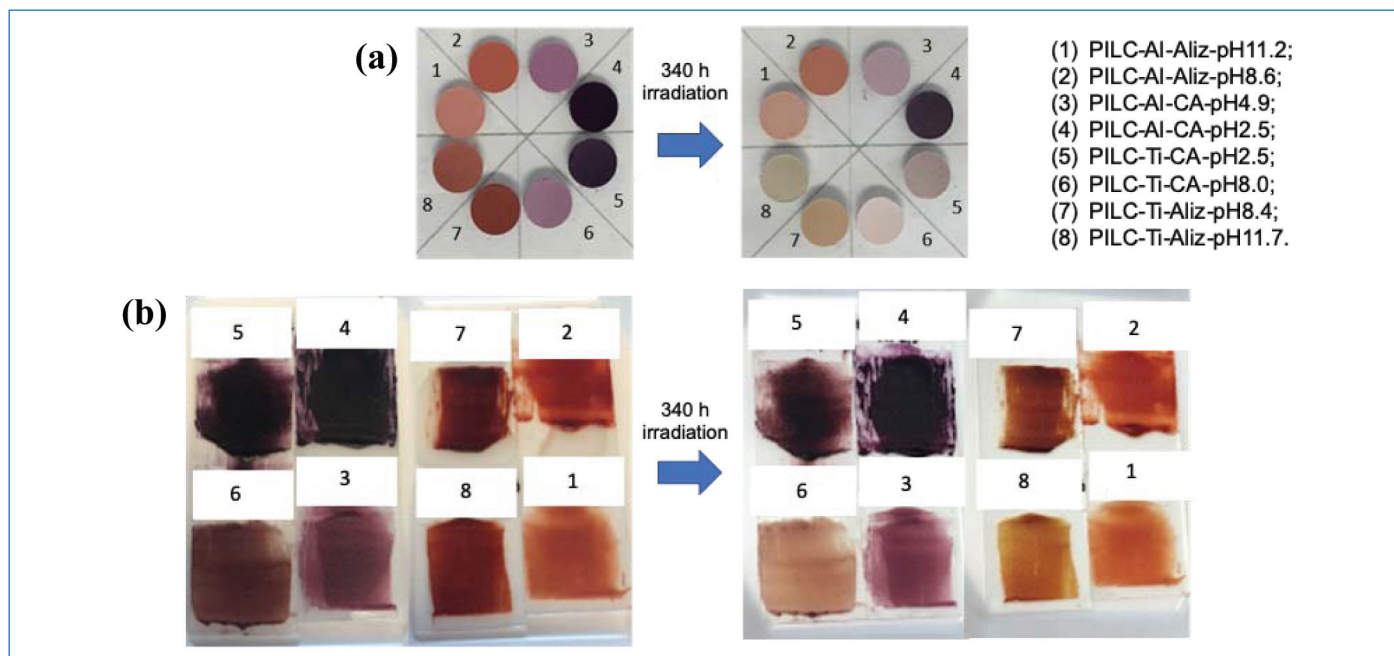 (a)
2
3
1
4
8
5
7
6
340 h
irradiation
2
3
1
4
8
5
7
6
(1) PILC-Al-Aliz-pH11.2;
(2) PILC-Al-Aliz-pH8.6;
(3) PILC-Al-CA-pH4.9;
(4) PILC-Al-CA-pH2.5;
(5) PILC-Ti-CA-pH2.5;
(6) PILC-Ti-CA-pH8.0;
(7) PILC-Ti-Aliz-pH8.4;
(8) PILC-Ti-Aliz-pH11.7.
(b)
5
4
7
2
6
3
8
1
340 h
irradiation
5
4
7
2
6
3
8
1